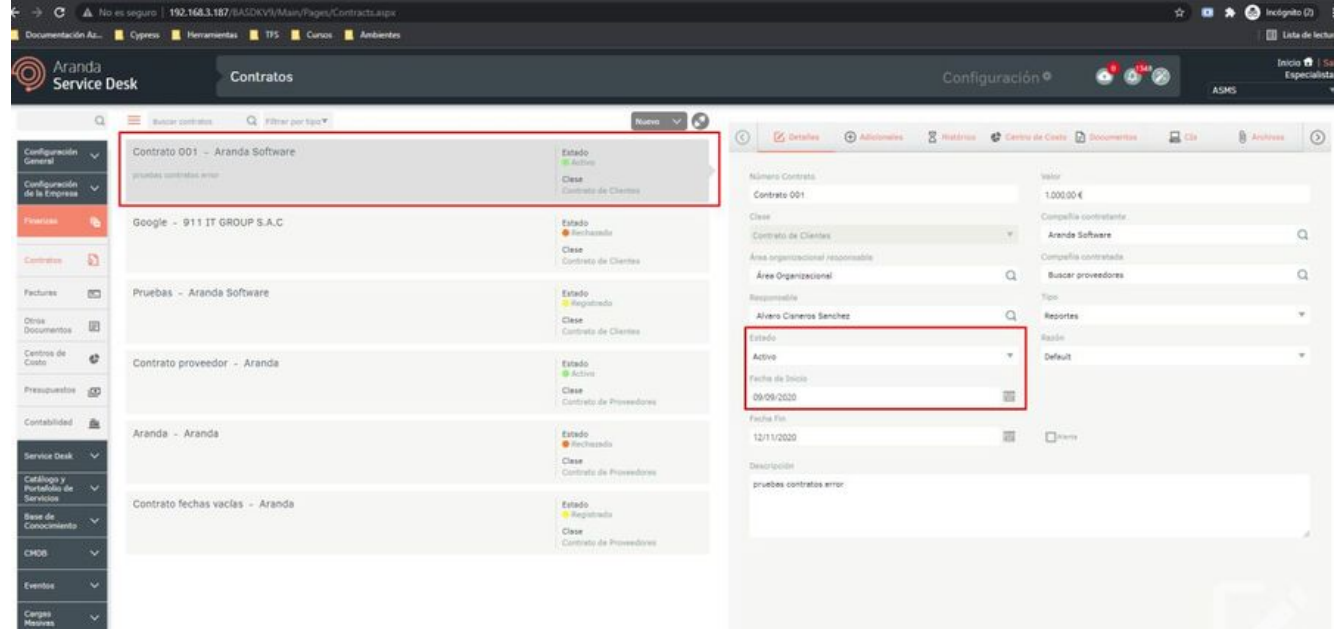 No es seguro | 192.168.3.187/BASDKV9/Main/Pages/Contracts.aspx
Incógnito (2)
Documentación Az... Cypress Herramientas TFS Cursos Ambientes
Lista de lectur
Aranda
Service Desk
Contratos
Configuración
1548
Inicio | Sa
Especialista
ASMS
Buscar contratos
Filtrar por tipo
Nuevo
Configuración General
Configuración de la Empresa
Finanzas
Contratos
Facturas
Otros Documentos
Centros de Costo
Presupuestos
Contabilidad
Service Desk
Catálogo y Portafolio de Servicios
Base de Conocimiento
CMDB
Eventos
Cargas Masivas
Contrato 001 - Aranda Software
pruebas contratos error
Estado
Activo
Clase
Contrato de Clientes
Google - 911 IT GROUP S.A.C
Estado
Rechazado
Clase
Contrato de Clientes
Pruebas - Aranda Software
Estado
Registrado
Clase
Contrato de Clientes
Contrato proveedor - Aranda
Estado
Activo
Clase
Contrato de Proveedores
Aranda - Aranda
Estado
Rechazado
Clase
Contrato de Proveedores
Contrato fechas vacías - Aranda
Estado
Registrado
Clase
Contrato de Proveedores
Detalles Adicionales Históricos Centro de Costo Documentos CIs Archivos
Número Contrato
Contrato 001
Valor
1.000,00 €
Clase
Contrato de Clientes
Compañía contratante
Aranda Software
Área organizacional responsable
Área Organizacional
Compañía contratada
Buscar proveedores
Responsable
Alvaro Cisneros Sanchez
Tipo
Reportes
Estado
Activo
Razón
Default
Fecha de Inicio
09/09/2020
Fecha Fin
12/11/2020
Alerta
Descripción
pruebas contratos error